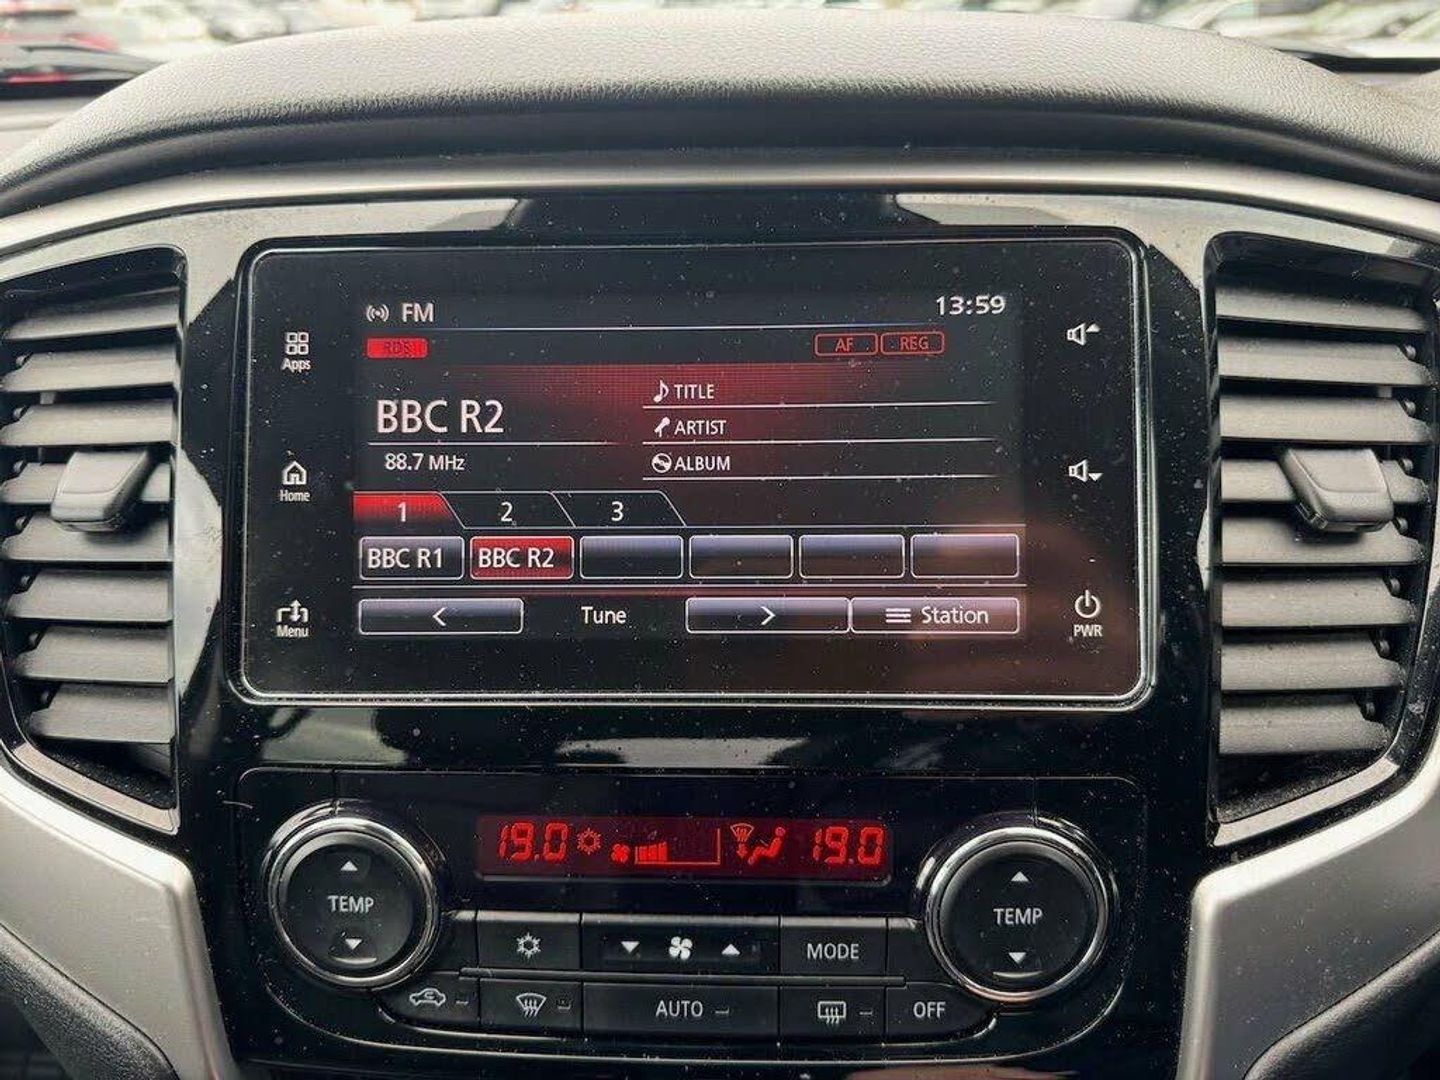 FM 13:59
RDS AF REG
Apps
TITLE
BBC R2
ARTIST
88.7 MHz
ALBUM
Home
1 2 3
BBC R1 BBC R2
< Tune > Station
Menu
PWR
19.0 19.0
TEMP
TEMP
MODE
AUTO
OFF